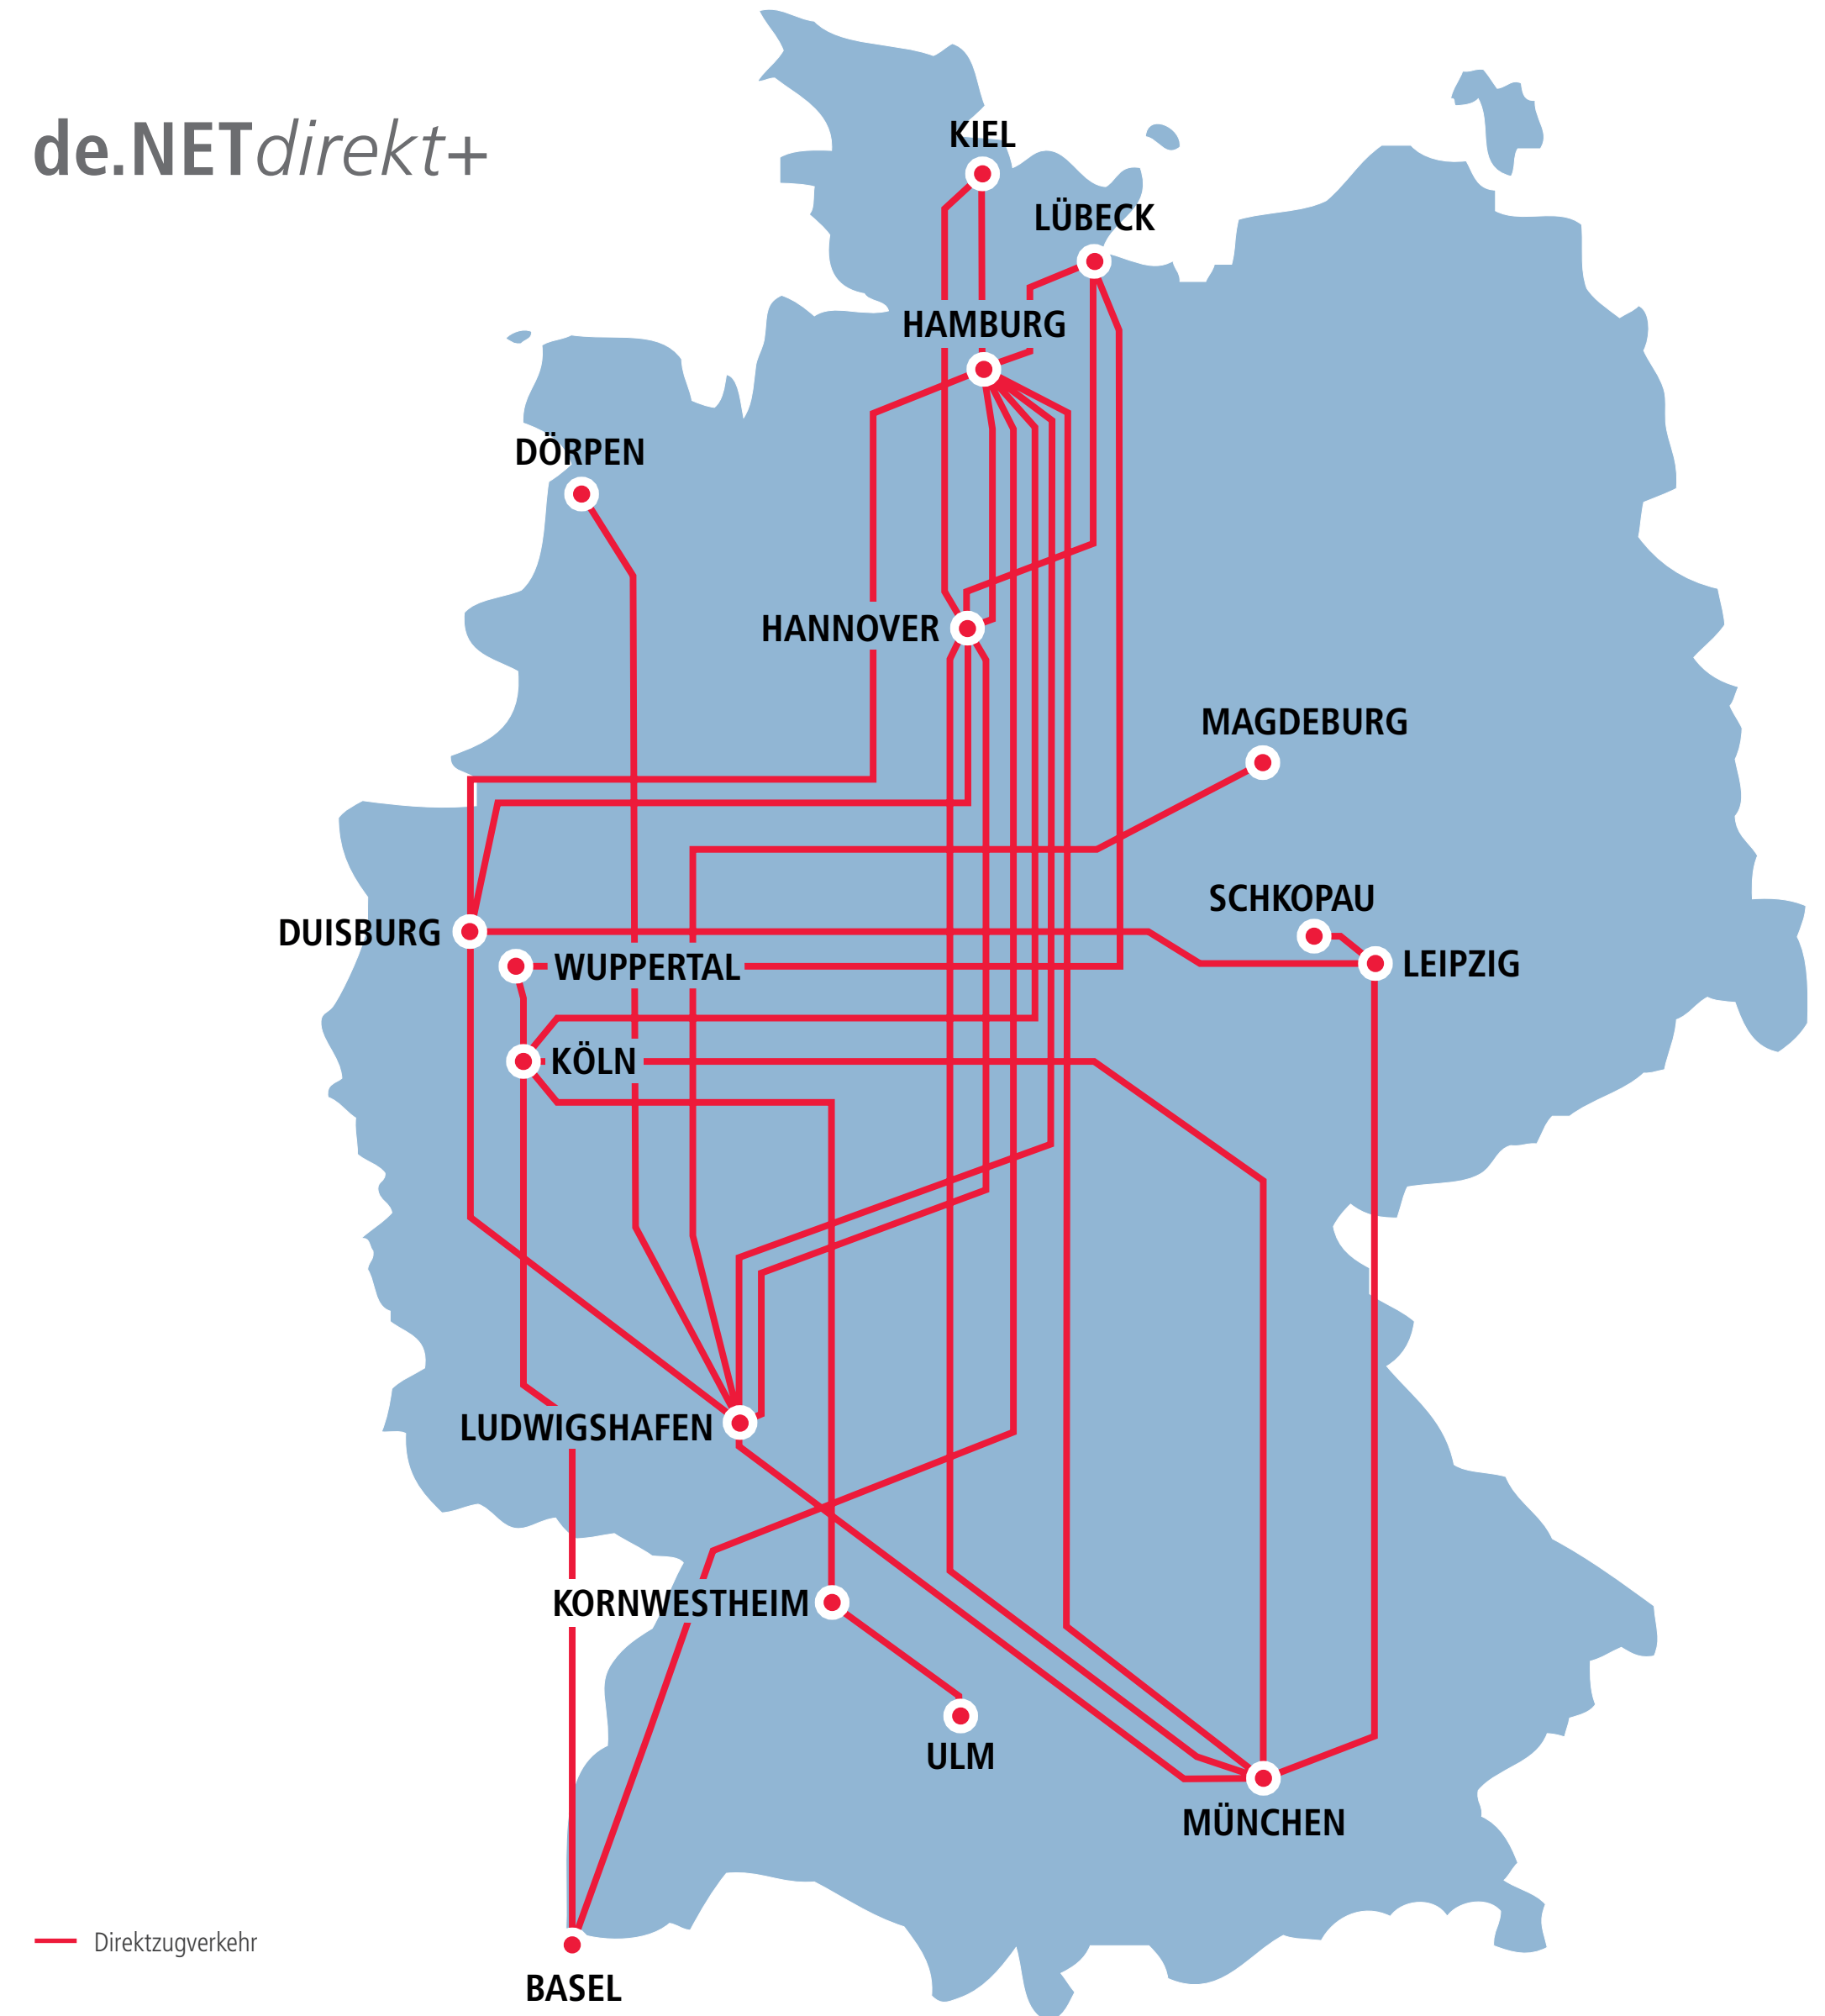 de.NETdirekt+
KIEL
LÜBECK
HAMBURG
DÖRPEN
HANNOVER
MAGDEBURG
SCHKOPAU
DUISBURG
WUPPERTAL
LEIPZIG
KÖLN
LUDWIGSHAFEN
KORNWESTHEIM
ULM
MÜNCHEN
Direktzugverkehr
BASEL